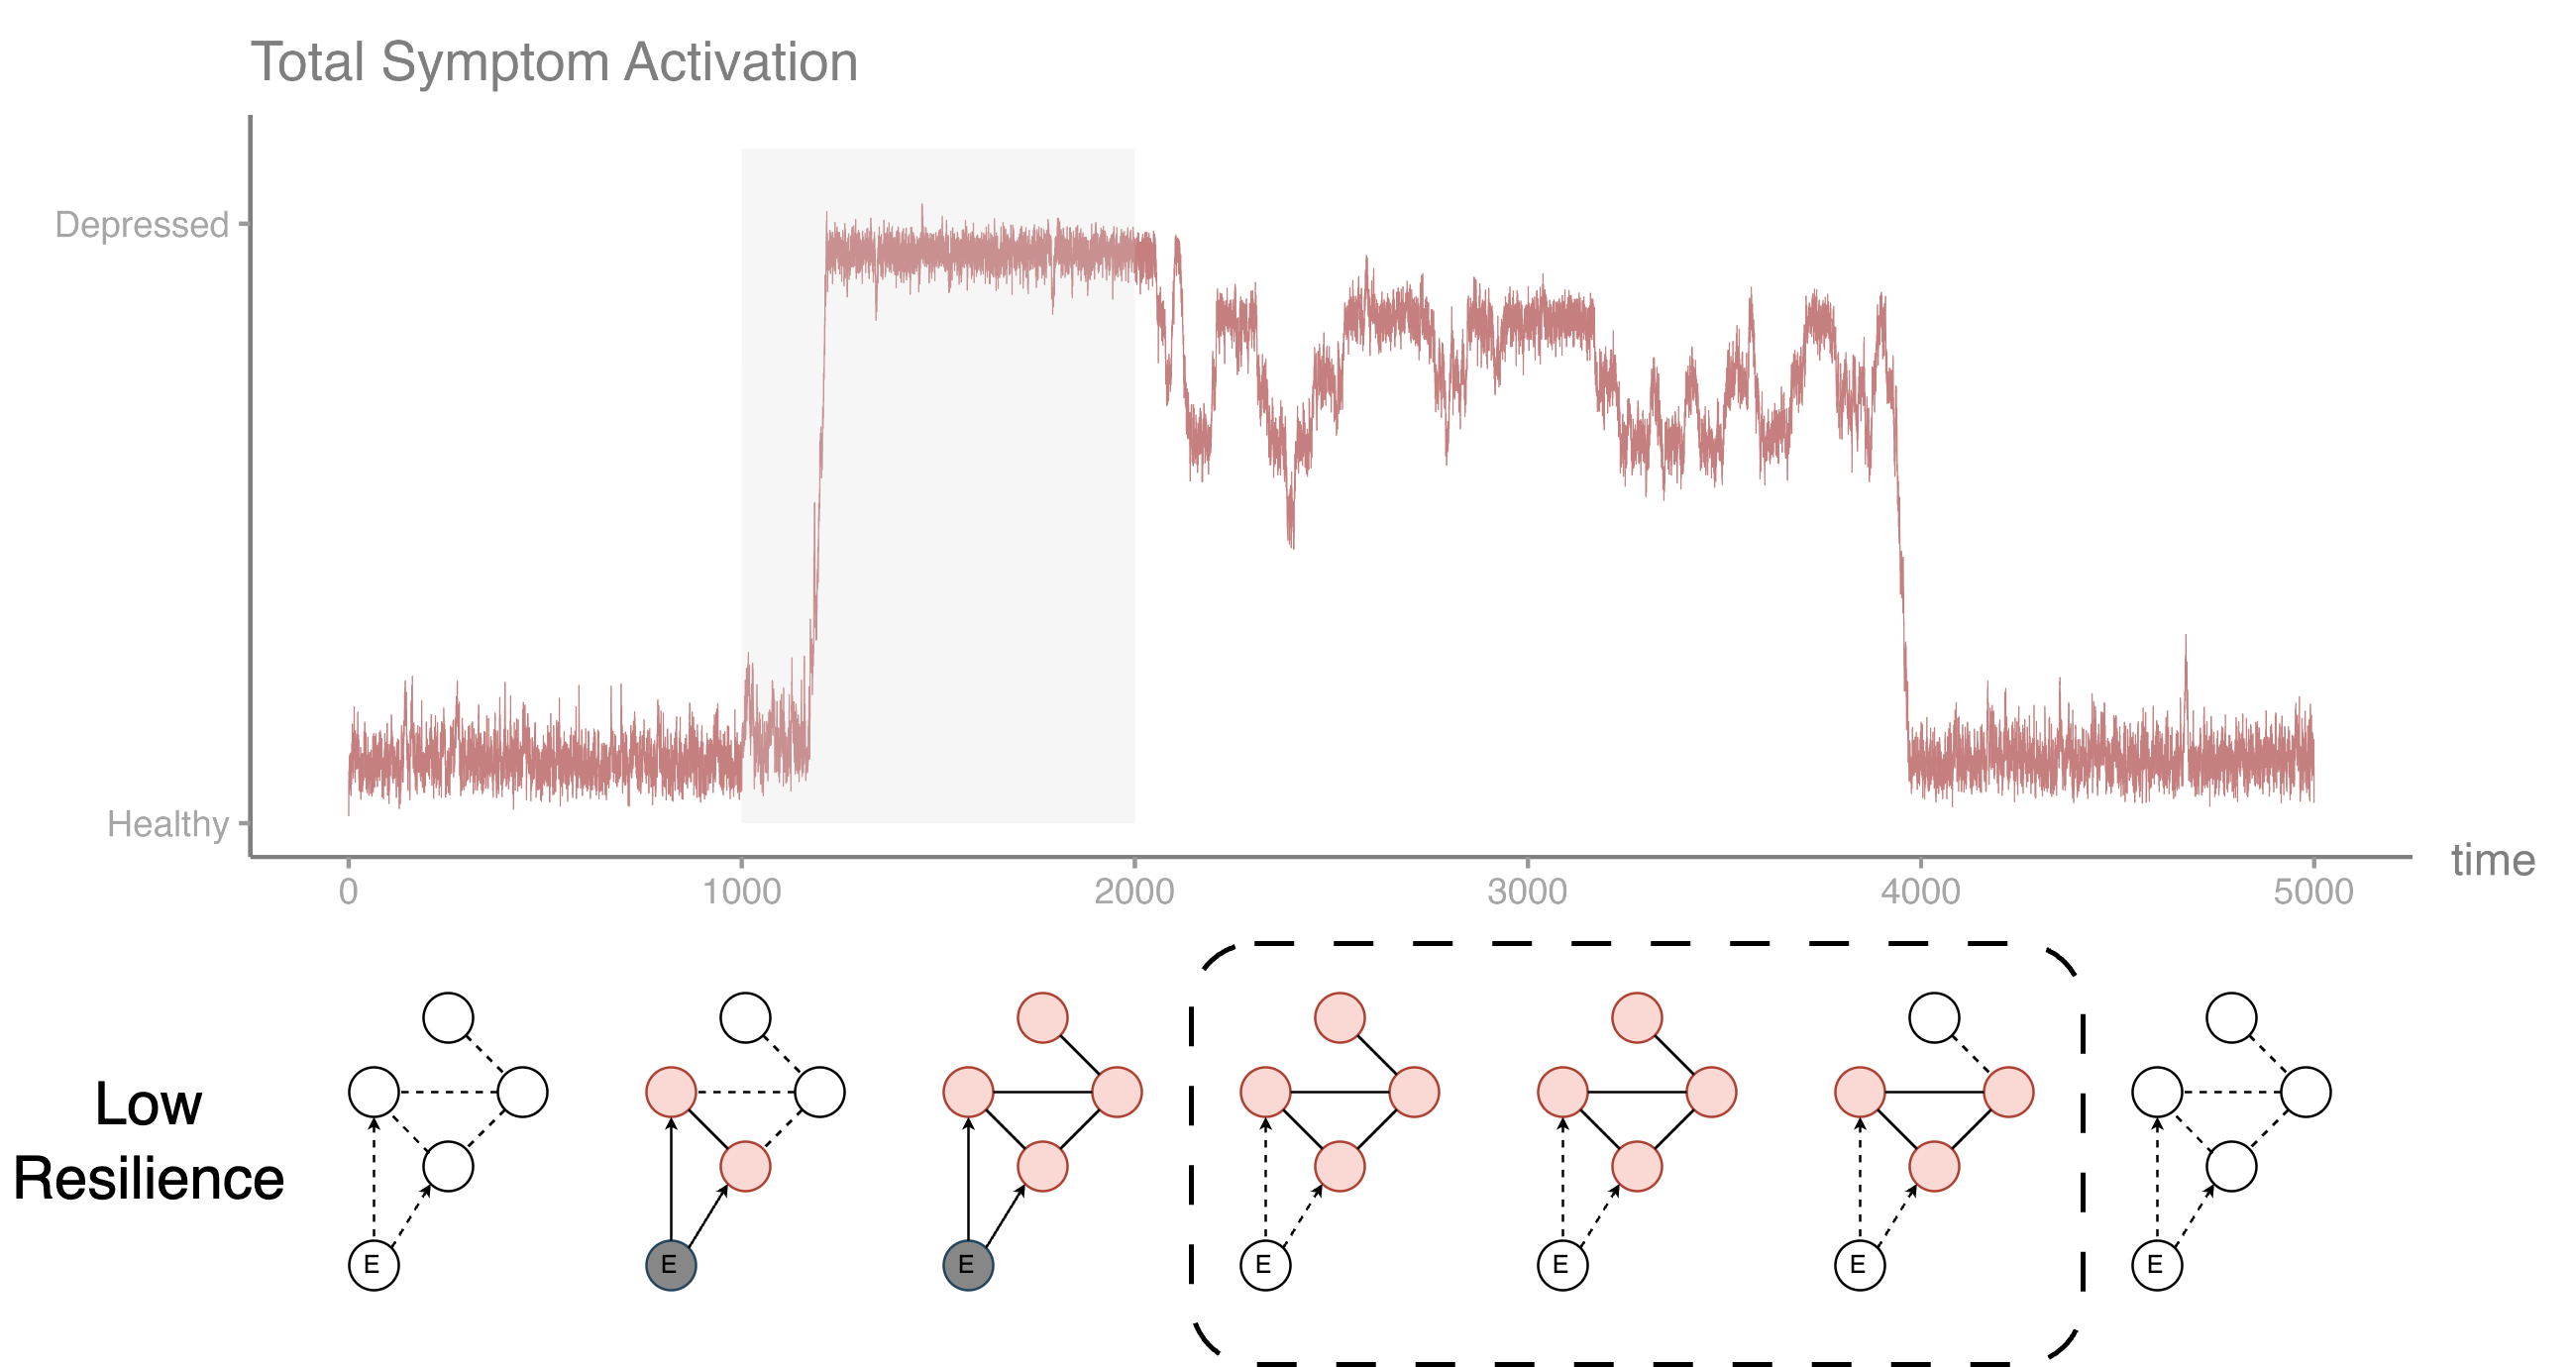 Total Symptom Activation
Depressed
Healthy
time
0 1000 2000 3000 4000 5000
Low
Resilience
E E E E E E E